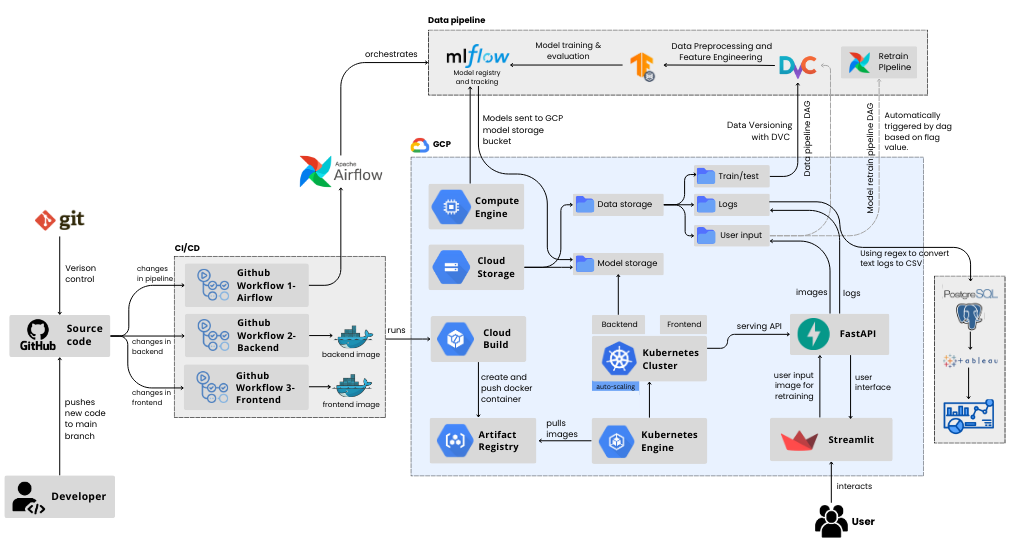 Data pipeline
orchestrates
mlflow
Model registry
and tracking
Model training &
evaluation
Data Preprocessing and
Feature Engineering
DVC
Retrain
PIpeline
Models sent to GCP
model storage
bucket
Data Versioning
with DVC
Data pipeline DAG
Model retrain pipeline DAG
Automatically
triggered by dag
based on flag
value.
GCP
Apache
Airflow
git
Verison
control
GitHub
Source
code
pushes
new code
to main
branch
Developer
CI/CD
changes
in pipeline
changes in
backend
changes in
frontend
Github
Workflow 1-
Airflow
Github
Workflow 2-
Backend
backend image
Github
Workflow 3-
Frontend
frontend image
runs
Compute
Engine
Cloud
Storage
Data storage
Model storage
Train/test
Logs
User input
Using regex to convert
text logs to CSV
images
logs
Cloud
Build
create and
push docker
container
Artifact
Registry
pulls
images
Backtend
Frontend
Kubernetes
Cluster
auto-scaling
Kubernetes
Engine
serving API
FastAPI
user input
image for
retraining
user
interface
Streamlit
interacts
User
PostgreSQL
+ableau